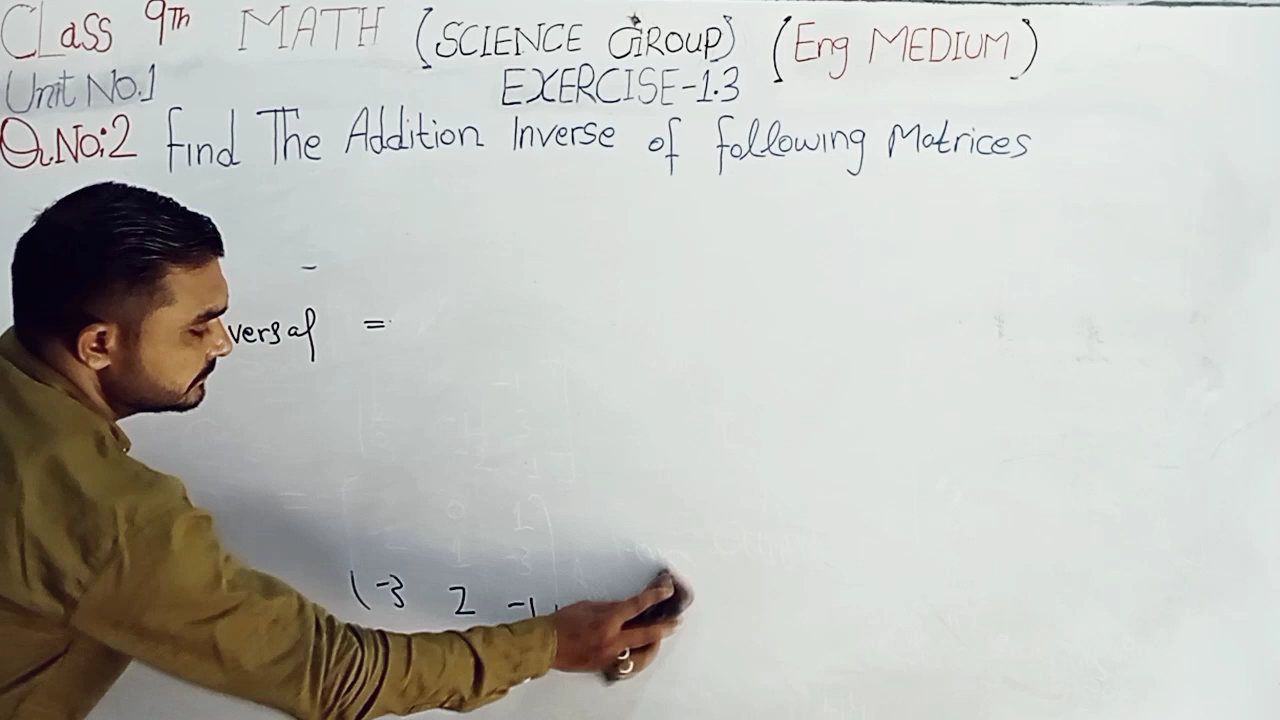 CLass 9Th MATH (SCIENCE GROUP) (Eng MEDIUM)
Unit No.1 EXERCISE-1.3
Q.No:2 Find The Addition Inverse of following Matrices
-
versal =
-3 2 -1